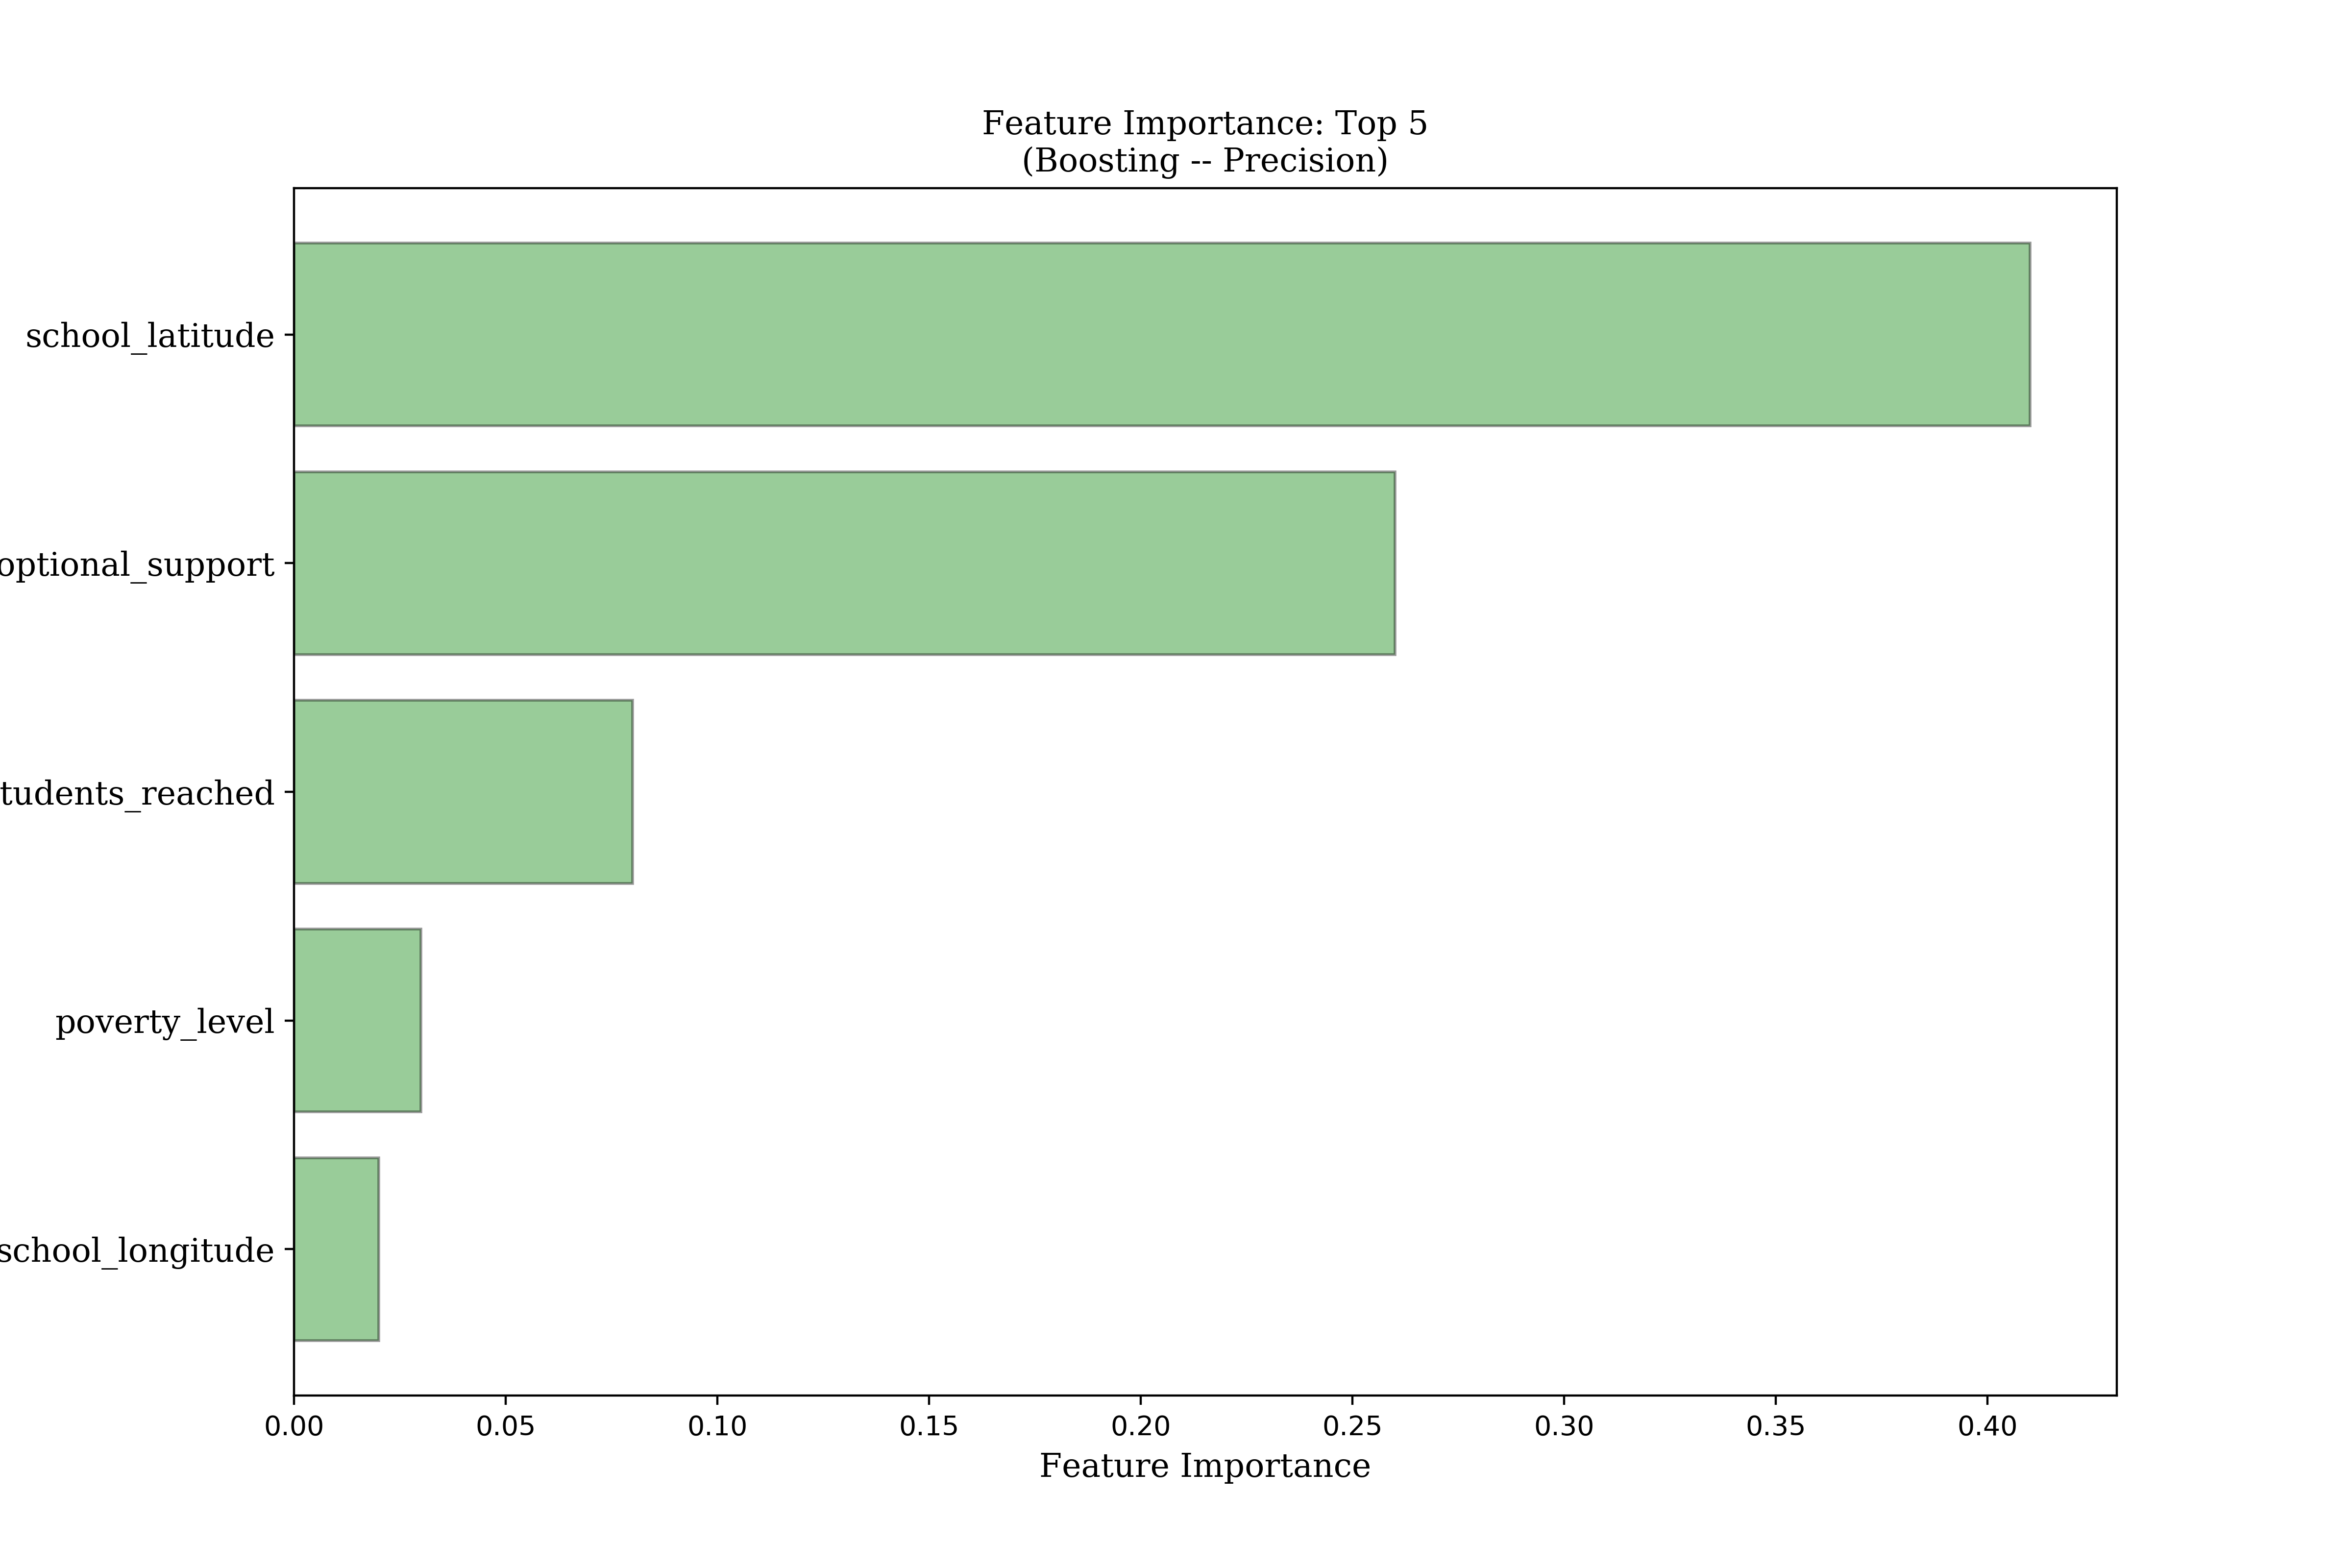 Feature Importance: Top 5
(Boosting -- Precision)
school_latitude
optional_support
tudents_reached
poverty_level
school_longitude
0.00 0.05 0.10 0.15 0.20 0.25 0.30 0.35 0.40
Feature Importance